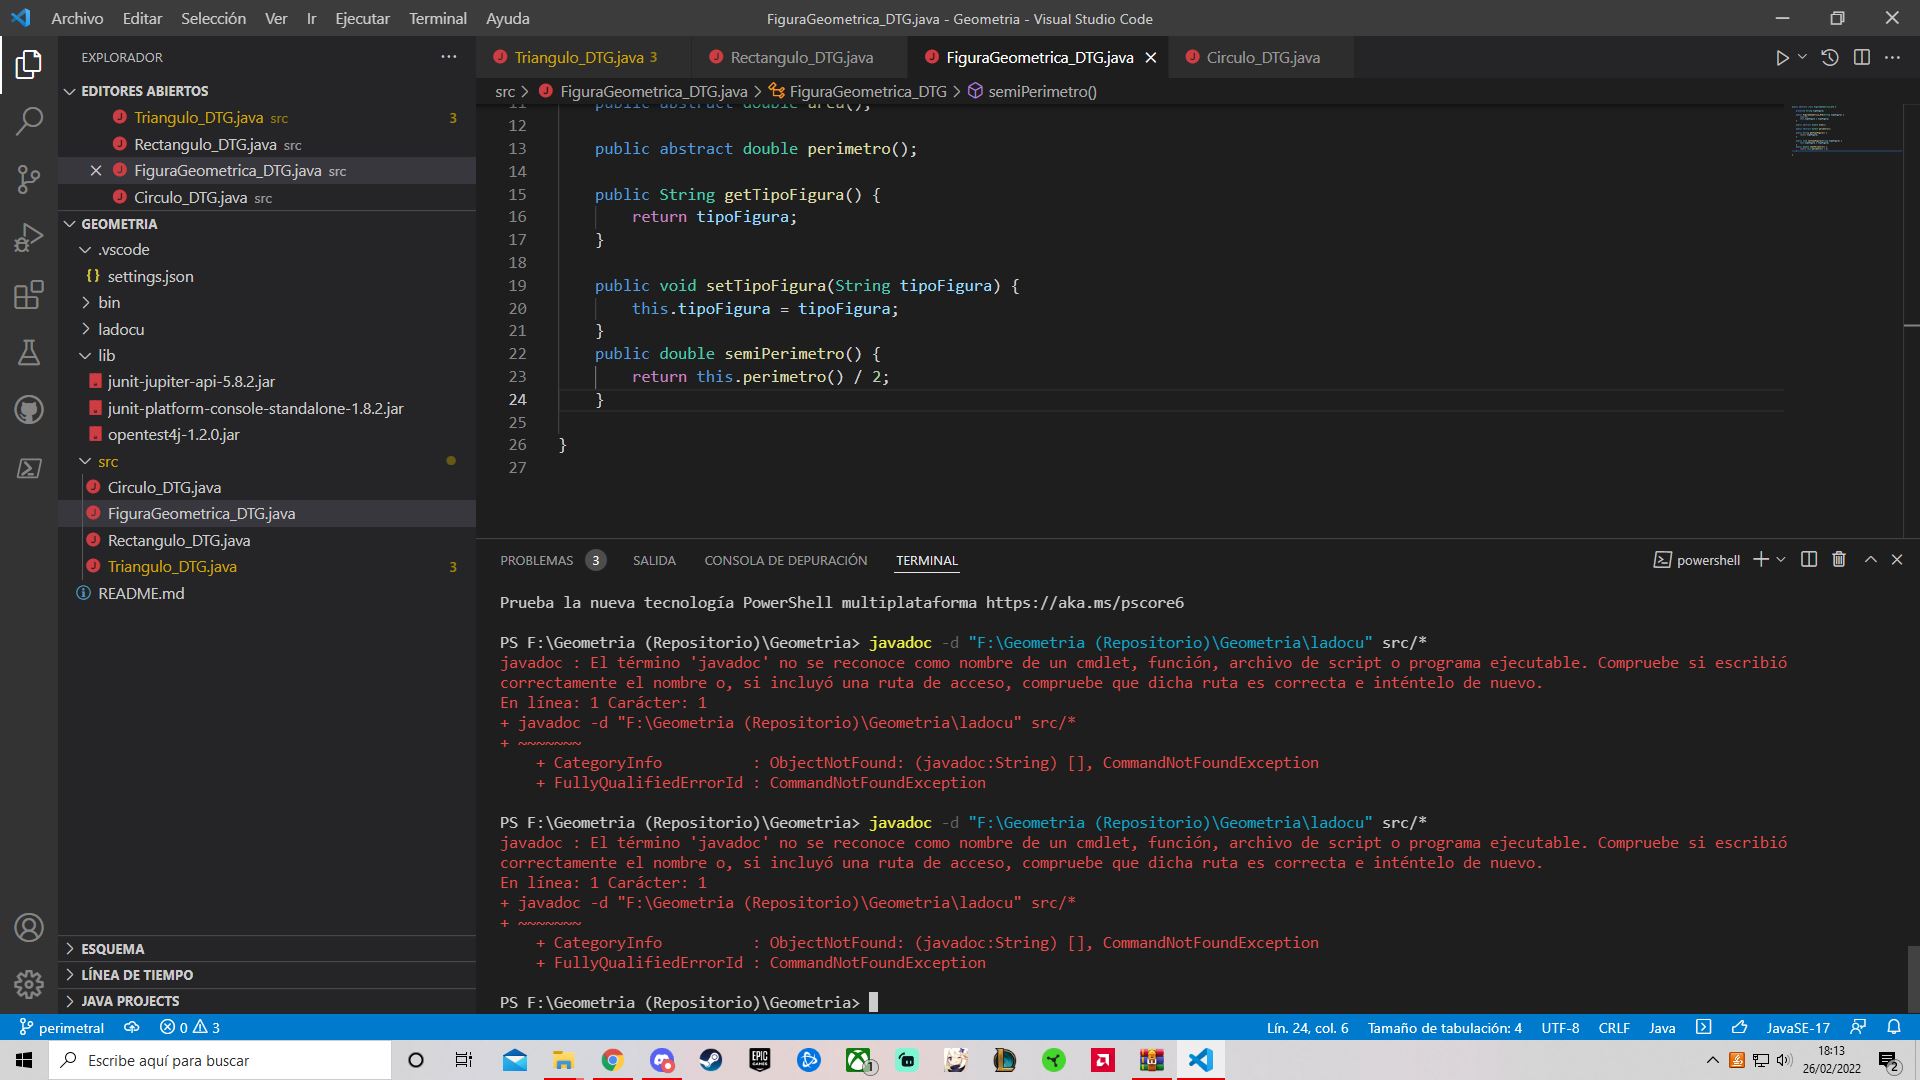 Archivo Editar Selección Ver Ir Ejecutar Terminal Ayuda
FiguraGeometrica_DTG.java - Geometria - Visual Studio Code
EXPLORADOR
EDITORES ABIERTOS
Triangulo_DTG.java src 3
Rectangulo_DTG.java src
FiguraGeometrica_DTG.java src
Circulo_DTG.java src
GEOMETRIA
.vscode
{} settings.json
bin
ladocu
lib
junit-jupiter-api-5.8.2.jar
junit-platform-console-standalone-1.8.2.jar
opentest4j-1.2.0.jar
src
Circulo_DTG.java
FiguraGeometrica_DTG.java
Rectangulo_DTG.java
Triangulo_DTG.java 3
README.md
ESQUEMA
LÍNEA DE TIEMPO
JAVA PROJECTS
Triangulo_DTG.java 3 Rectangulo_DTG.java FiguraGeometrica_DTG.java Circulo_DTG.java
src > FiguraGeometrica_DTG.java > FiguraGeometrica_DTG > semiPerimetro()
11 public abstract double area();
12
13 public abstract double perimetro();
14
15 public String getTipoFigura() {
16 return tipoFigura;
17 }
18
19 public void setTipoFigura(String tipoFigura) {
20 this.tipoFigura = tipoFigura;
21 }
22 public double semiPerimetro() {
23 return this.perimetro() / 2;
24 }
25
26 }
27
PROBLEMAS 3 SALIDA CONSOLA DE DEPURACIÓN TERMINAL powershell
Prueba la nueva tecnología PowerShell multiplataforma https://aka.ms/pscore6
PS F:\Geometria (Repositorio)\Geometria> javadoc -d "F:\Geometria (Repositorio)\Geometria\ladocu" src/*
javadoc : El término 'javadoc' no se reconoce como nombre de un cmdlet, función, archivo de script o programa ejecutable. Compruebe si escribió
correctamente el nombre o, si incluyó una ruta de acceso, compruebe que dicha ruta es correcta e inténtelo de nuevo.
En línea: 1 Carácter: 1
+ javadoc -d "F:\Geometria (Repositorio)\Geometria\ladocu" src/*
+ ~~~~~~~
+ CategoryInfo : ObjectNotFound: (javadoc:String) [], CommandNotFoundException
+ FullyQualifiedErrorId : CommandNotFoundException
PS F:\Geometria (Repositorio)\Geometria> javadoc -d "F:\Geometria (Repositorio)\Geometria\ladocu" src/*
javadoc : El término 'javadoc' no se reconoce como nombre de un cmdlet, función, archivo de script o programa ejecutable. Compruebe si escribió
correctamente el nombre o, si incluyó una ruta de acceso, compruebe que dicha ruta es correcta e inténtelo de nuevo.
En línea: 1 Carácter: 1
+ javadoc -d "F:\Geometria (Repositorio)\Geometria\ladocu" src/*
+ ~~~~~~~
+ CategoryInfo : ObjectNotFound: (javadoc:String) [], CommandNotFoundException
+ FullyQualifiedErrorId : CommandNotFoundException
PS F:\Geometria (Repositorio)\Geometria>
perimetral 0 3
Lín. 24, col. 6 Tamaño de tabulación: 4 UTF-8 CRLF Java JavaSE-17
Escribe aquí para buscar
EPIC GAMES
1
18:13
26/02/2022
2